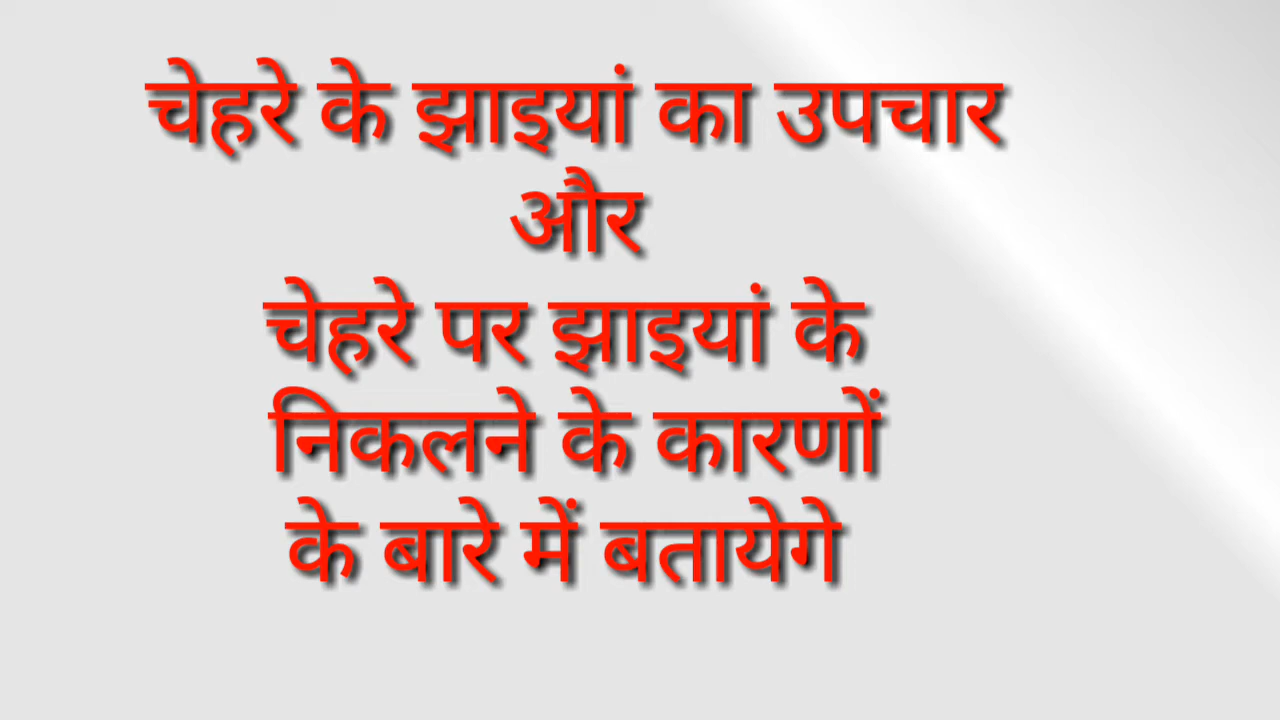 चेहरे के झाइयां का उपचार
और
चेहरे पर झाइयां के
निकलने के कारणों
के बारे में बतायेगे